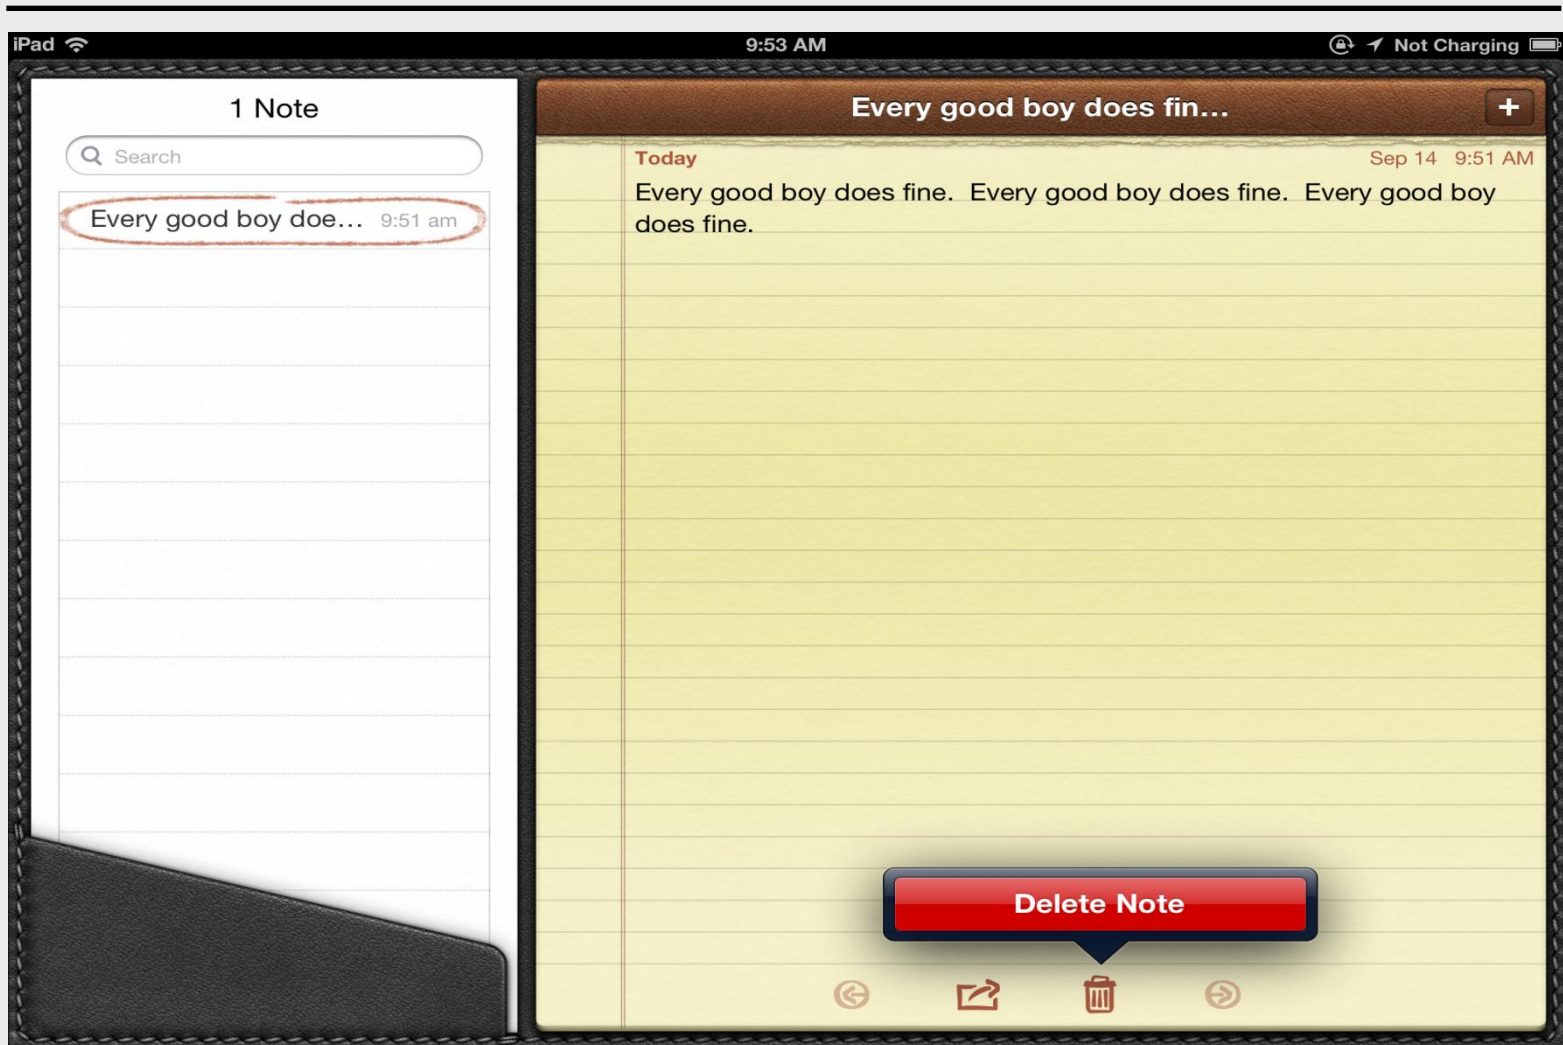 iPad 9:53 AM Not Charging
1 Note
Search
Every good boy doe... 9:51 am
Every good boy does fin... +
Today Sep 14 9:51 AM
Every good boy does fine.  Every good boy does fine.  Every good boy
does fine.
Delete Note